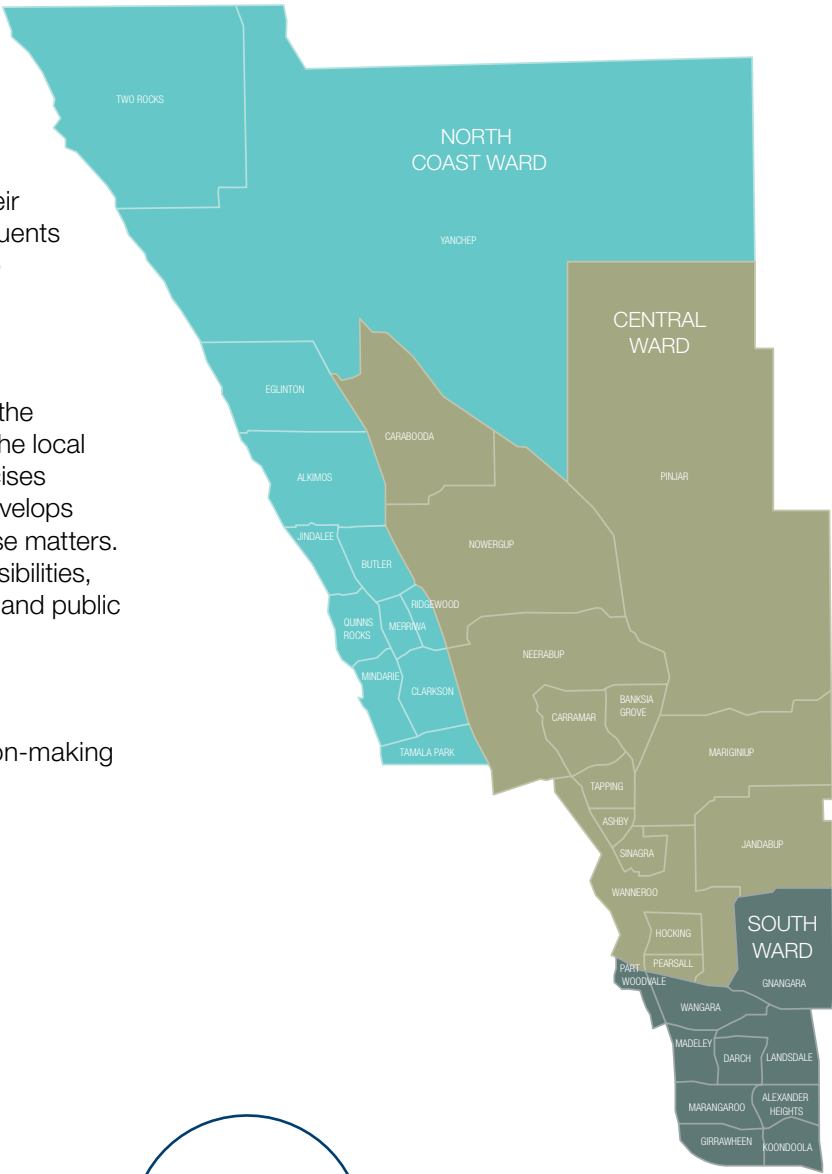 eir
uents
the
he local
cises
velops
se matters.
sibilities,
and public
on-making
TWO ROCKS
NORTH
COAST WARD
YANCHEP
CENTRAL
WARD
EGLINTON
CARABOODA
ALKIMOS
PINJAR
JINDALEE
NOWERGUP
BUTLER
RIDGEWOOD
QUINNS
ROCKS
MERRIWA
NEERABUP
MINDARIE
CLARKSON
BANKSIA
GROVE
CARRAMAR
TAMALA PARK
MARIGINIUP
TAPPING
ASHBY
JANDABUP
SINAGRA
WANNEROO
SOUTH
WARD
HOCKING
PEARSALL
PART
WOODVALE
GNANGARA
WANGARA
MADELEY
DARCH
LANDSDALE
MARANGAROO
ALEXANDER
HEIGHTS
GIRRAWHEEN
KOONDOOLA